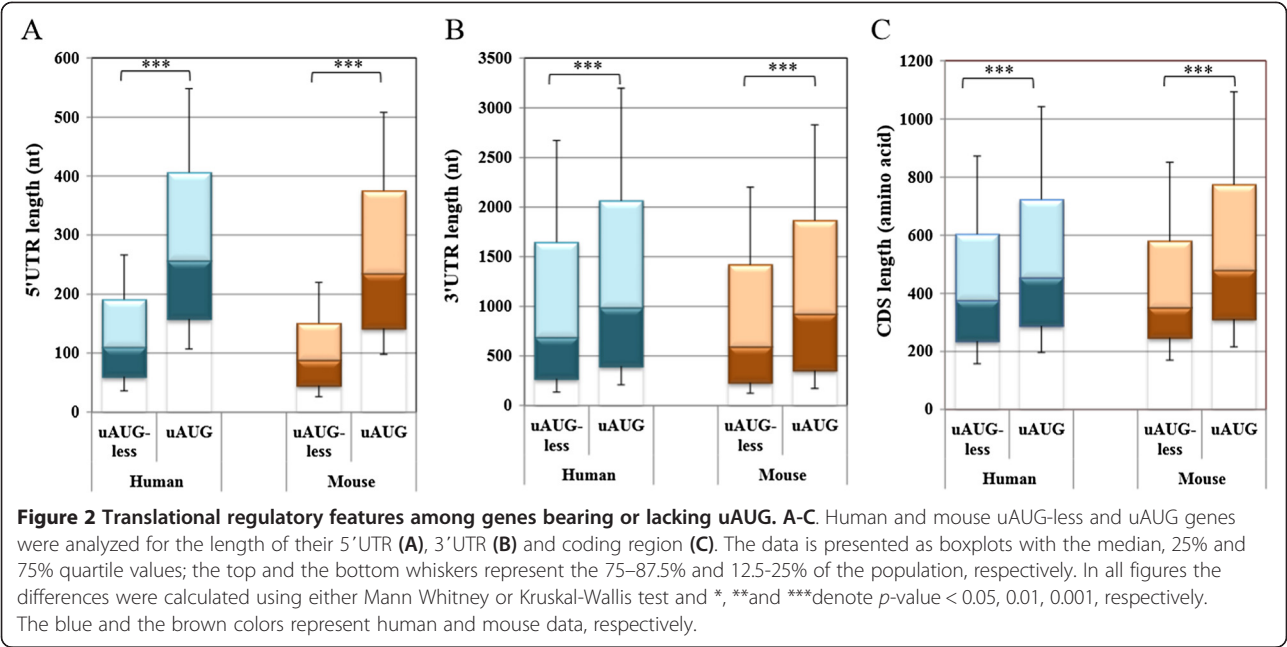 A
B
C
5'UTR length (nt)
600
500
400
300
200
100
0
***
***
uAUG-
less
uAUG
uAUG-
less
uAUG
Human
Mouse
3'UTR length (nt)
3500
3000
2500
2000
1500
1000
500
0
***
***
uAUG-
less
uAUG
uAUG-
less
uAUG
Human
Mouse
CDS length (amino acid)
1200
1000
800
600
400
200
0
***
***
uAUG-
less
uAUG
uAUG-
less
uAUG
Human
Mouse
Figure 2 Translational regulatory features among genes bearing or lacking uAUG. A-C. Human and mouse uAUG-less and uAUG genes
were analyzed for the length of their 5′UTR (A), 3′UTR (B) and coding region (C). The data is presented as boxplots with the median, 25% and
75% quartile values; the top and the bottom whiskers represent the 75–87.5% and 12.5-25% of the population, respectively. In all figures the
differences were calculated using either Mann Whitney or Kruskal-Wallis test and *, **and ***denote p-value < 0.05, 0.01, 0.001, respectively.
The blue and the brown colors represent human and mouse data, respectively.